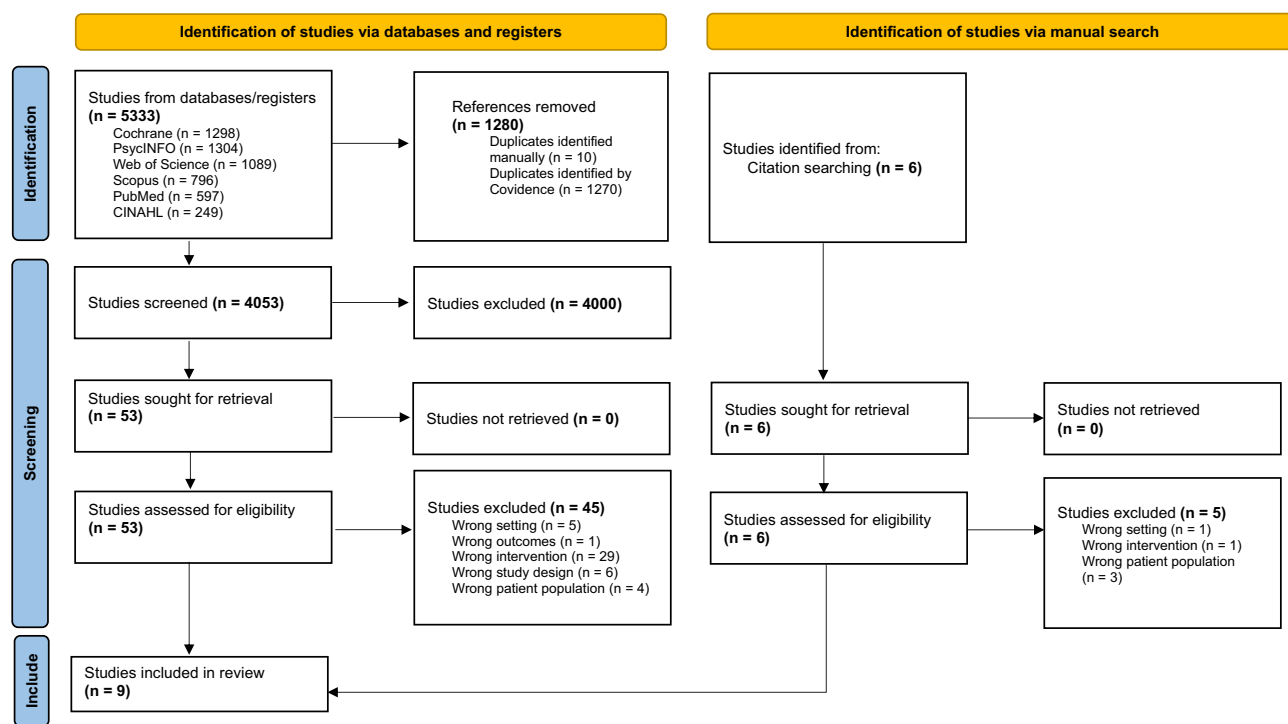 Identification of studies via databases and registers
Identification of studies via manual search
Identification
Studies from databases/registers
(n = 5333)
Cochrane (n = 1298)
PsycINFO (n = 1304)
Web of Science (n = 1089)
Scopus (n = 796)
PubMed (n = 597)
CINAHL (n = 249)
References removed
(n = 1280)
Duplicates identified
manually (n = 10)
Duplicates identified by
Covidence (n = 1270)
Studies identified from:
Citation searching (n = 6)
Screening
Studies screened (n = 4053)
Studies excluded (n = 4000)
Studies sought for retrieval
(n = 53)
Studies not retrieved (n = 0)
Studies sought for retrieval
(n = 6)
Studies not retrieved
(n = 0)
Studies assessed for eligibility
(n = 53)
Studies excluded (n = 45)
Wrong setting (n = 5)
Wrong outcomes (n = 1)
Wrong intervention (n = 29)
Wrong study design (n = 6)
Wrong patient population (n = 4)
Studies assessed for eligibility
(n = 6)
Studies excluded (n = 5)
Wrong setting (n = 1)
Wrong intervention (n = 1)
Wrong patient population
(n = 3)
Include
Studies included in review
(n = 9)